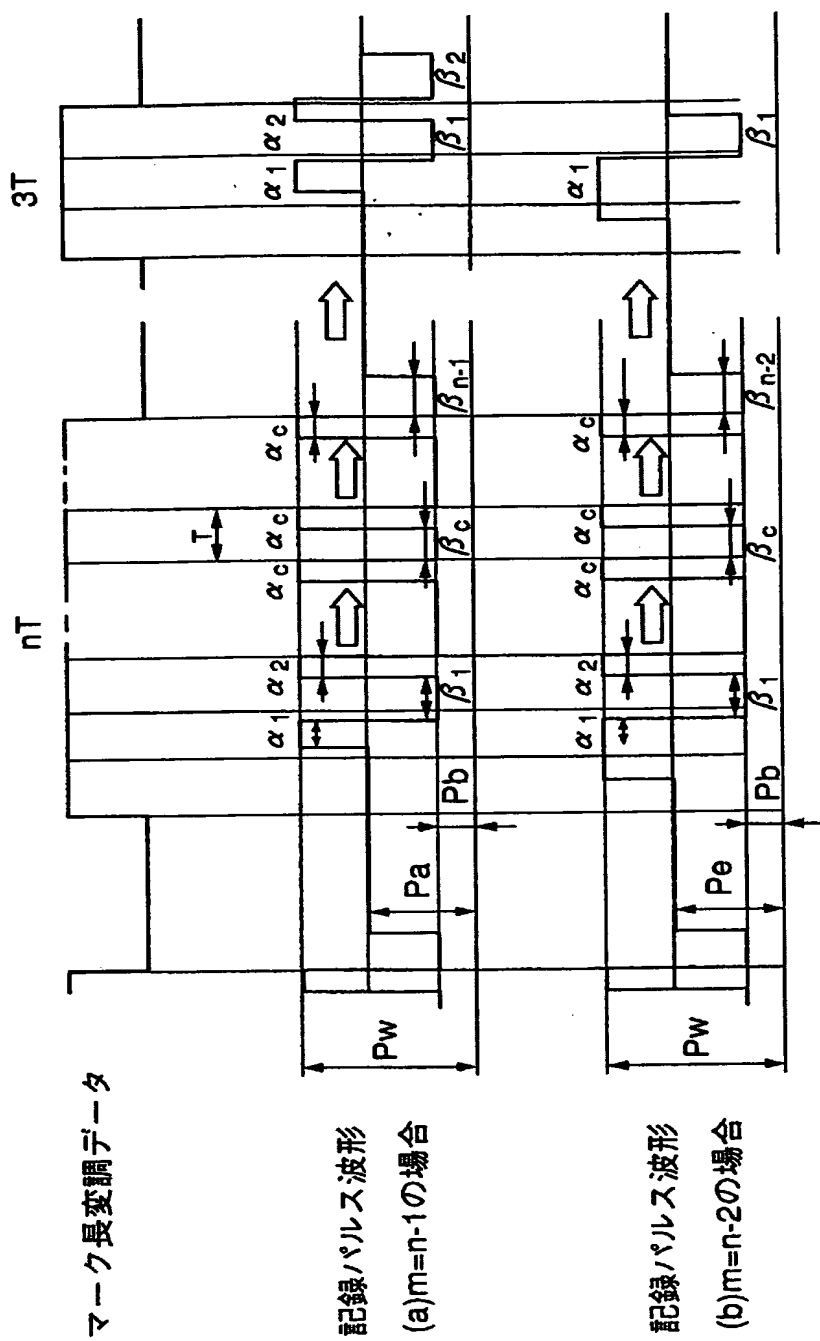 nT
3T
マーク長変調データ
T
記録パルス波形
(a)m=n-1の場合
Pw
Pa
Pb
α1
α2
αc
αc
αc
β1
βc
βn-1
α1
α2
β1
β2
記録パルス波形
(b)m=n-2の場合
Pw
Pe
Pb
α1
α2
αc
αc
αc
β1
βc
βn-2
α1
β1